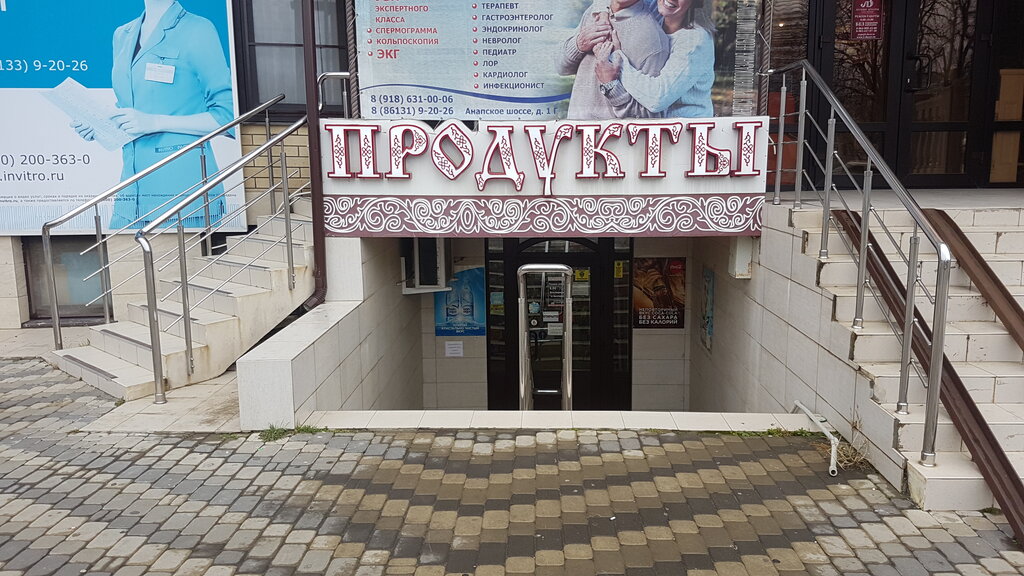 133) 9-20-26
0) 200-363-0
.invitro.ru
ЭКСПЕРТНОГО
КЛАССА
СПЕРМОГРАММА
КОЛЬПОСКОПИЯ
ЭКГ
ТЕРАПЕВТ
ГАСТРОЭНТЕРОЛОГ
ЭНДОКРИНОЛОГ
НЕВРОЛОГ
ПЕДИАТР
ЛОР
КАРДИОЛОГ
ИНФЕКЦИОНИСТ
8 (918) 631-00-06
8 (86131) 9-20-26
Анапское шоссе, д. 1 Г
ПРОДУКТЫ
БЕЗ САХАРА
БЕЗ КАЛОРИЙ